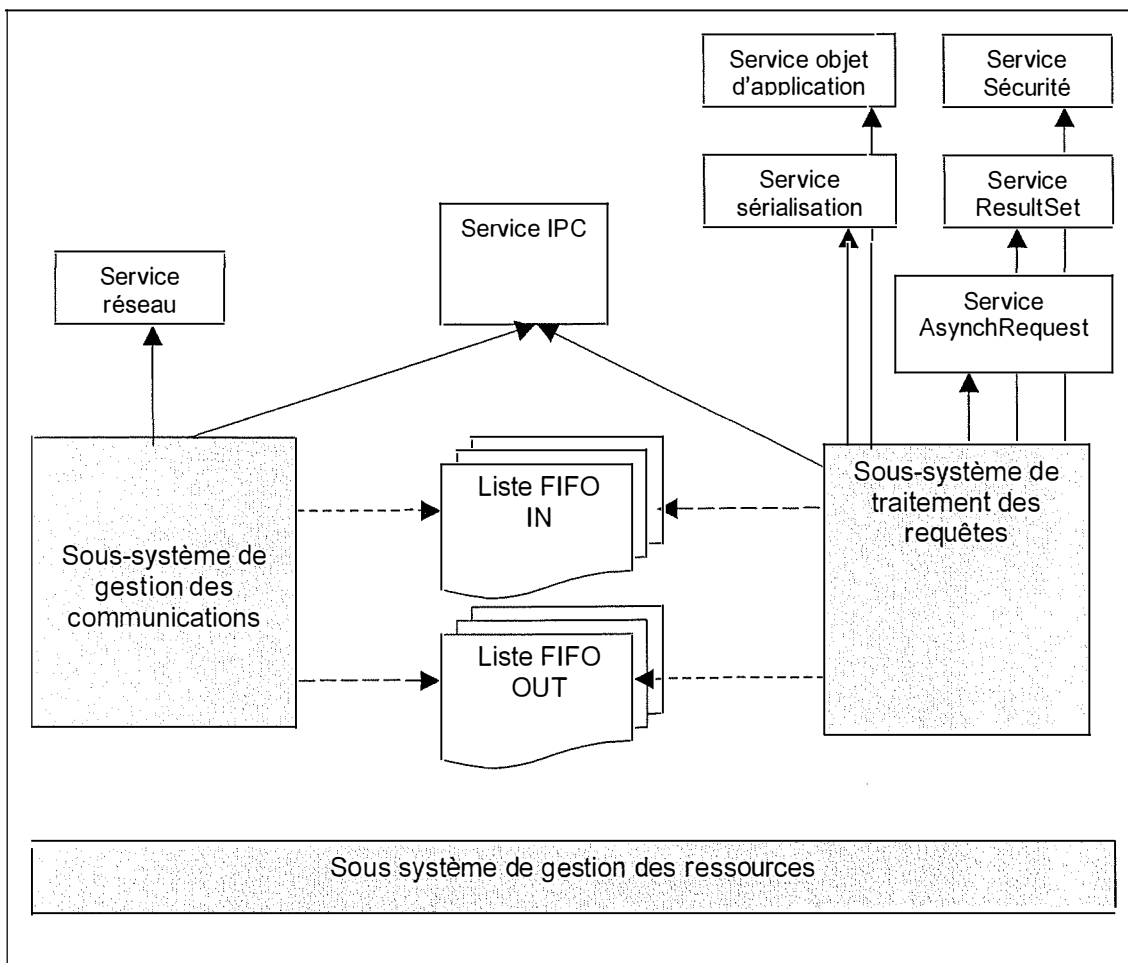 Service objet
d'application
Service
Sécurité
Service
sérialisation
Service
ResultSet
Service IPC
Service
réseau
Service
AsynchRequest
Liste FIFO
IN
Sous-système de
traitement des
requêtes
Sous-système de
gestion des
communications
Liste FIFO
OUT
Sous système de gestion des ressources